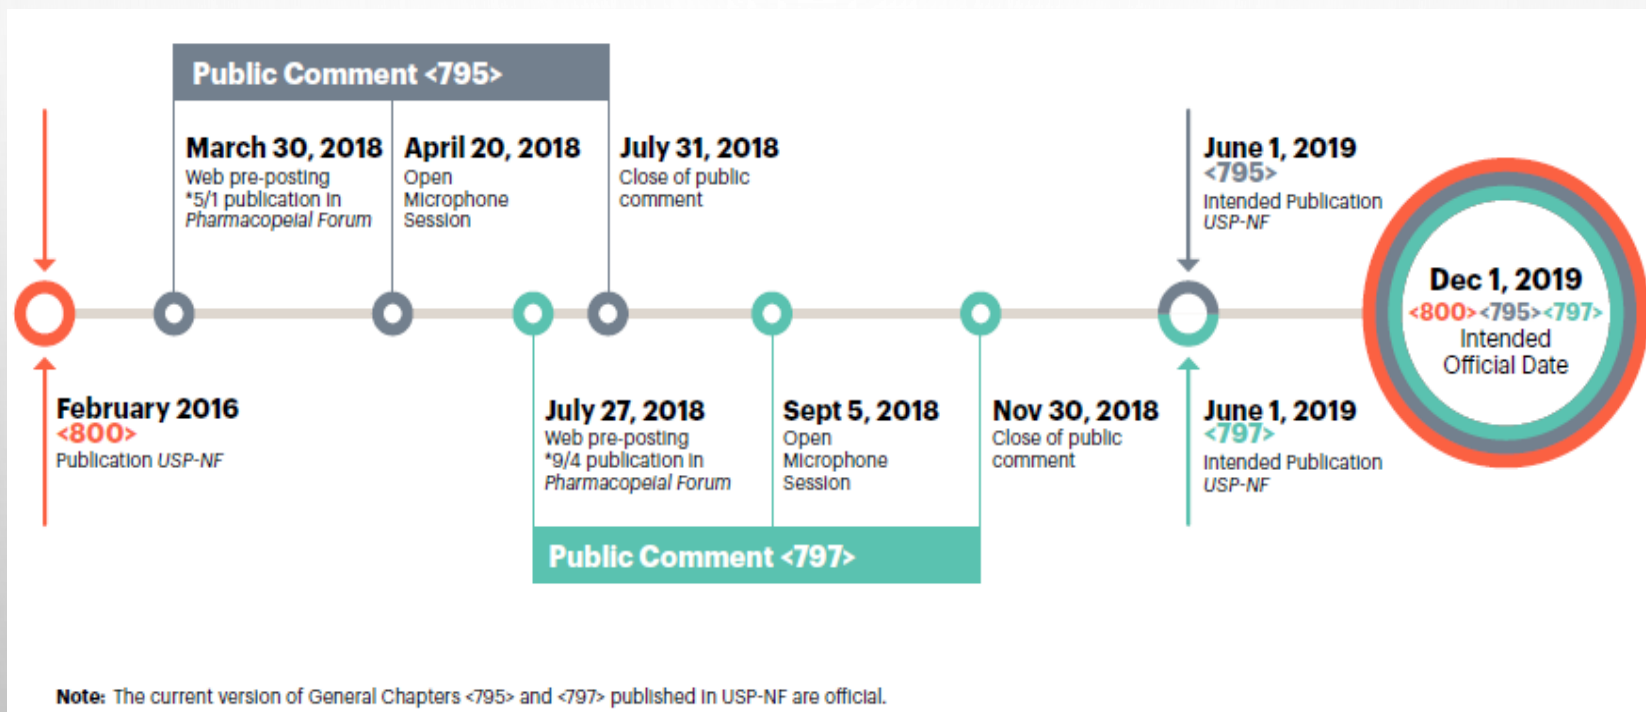 Public Comment <795>
March 30, 2018
Web pre-posting
*5/1 publication in
Pharmacopeial Forum
April 20, 2018
Open
Microphone
Session
July 31, 2018
Close of public
comment
June 1, 2019
<795>
Intended Publication
USP-NF
Dec 1, 2019
<800> <795> <797>
Intended
Official Date
February 2016
<800>
Publication USP-NF
July 27, 2018
Web pre-posting
*9/4 publication in
Pharmacopeial Forum
Sept 5, 2018
Open
Microphone
Session
Nov 30, 2018
Close of public
comment
June 1, 2019
<797>
Intended Publication
USP-NF
Public Comment <797>
Note: The current version of General Chapters <795> and <797> published in USP-NF are official.